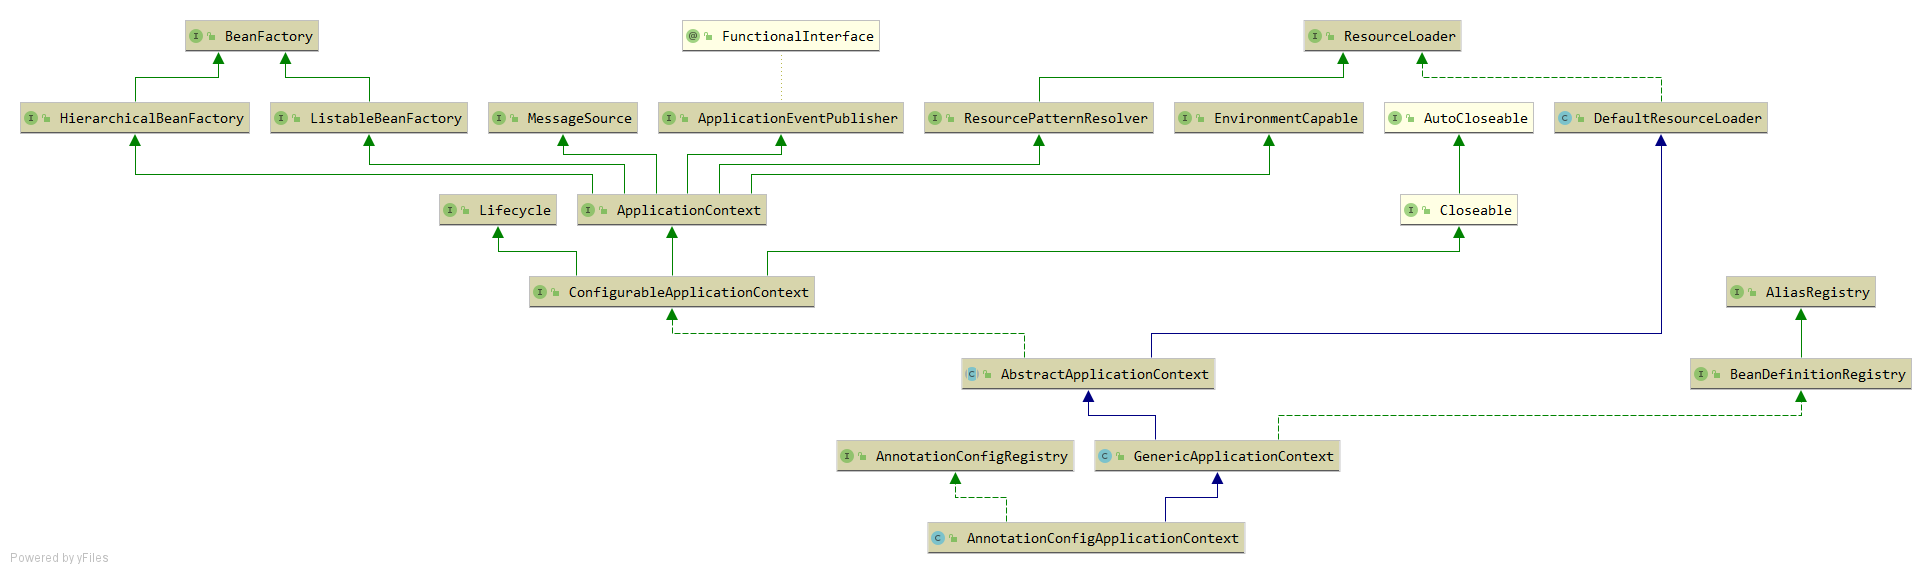 BeanFactory
FunctionalInterface
ResourceLoader
HierarchicalBeanFactory
ListableBeanFactory
MessageSource
ApplicationEventPublisher
ResourcePatternResolver
EnvironmentCapable
AutoCloseable
DefaultResourceLoader
Lifecycle
ApplicationContext
Closeable
ConfigurableApplicationContext
AliasRegistry
AbstractApplicationContext
BeanDefinitionRegistry
AnnotationConfigRegistry
GenericApplicationContext
AnnotationConfigApplicationContext
Powered by yFiles